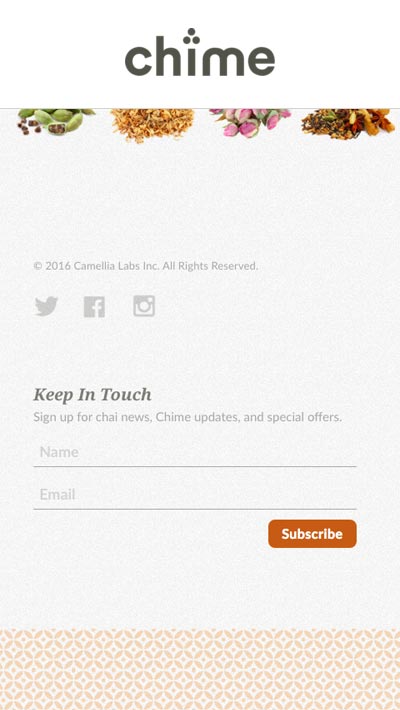 chime
© 2016 Camellia Labs Inc. All Rights Reserved.
Keep In Touch
Sign up for chai news, Chime updates, and special offers.
Name
Email
Subscribe